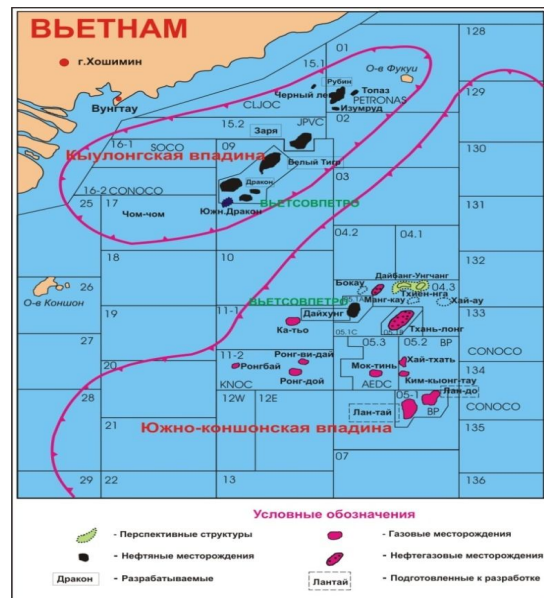 ВЬЕТНАМ
г.Хошимин
Вунгтау
128
01
О-в Фукуи
15.1
Рубин
Топаз
129
Черный ле
PETRONAS
Изумруд
CLJOC
02
15.2
JPVC
Заря
16-1
SOCO
09
130
Кыулонгская впадина
Белый Тигр
03
16-2
CONOCO
Дракон
25
17
ВЬЕТСОВПЕТРО
131
Чом-чом
Южн.Дракон
04.2
04.1
18
10
132
Дайбанг-Унгчанг
26
Бокау
04.3
Тхиен-нга
О-в Коншон
ВЬЕТСОВПЕТРО
05.1A
Манг-кау
Хай-ау
11-1
Дайхунг
133
19
Ка-тьо
05.1C
05.1B
Тхань-лонг
27
05.3
05.2
BP
CONOCO
11-2
Ронг-ви-дай
Хай-тхать
20
Ронгбай
Мок-тинь
134
KNOC
Ронг-дой
AEDC
Ким-кыонг-тау
Лан-до
28
12W
12E
05-1
CONOCO
Лан-тай
BP
21
Южно-коншонская впадина
135
07
29
22
13
136
Условные обозначения
- Перспективные структуры
- Газовые месторождения
- Нефтяные месторождения
- Нефтегазовые месторождения
Дракон
- Разрабатываемые
Лантай
- Подготовленные к разработке